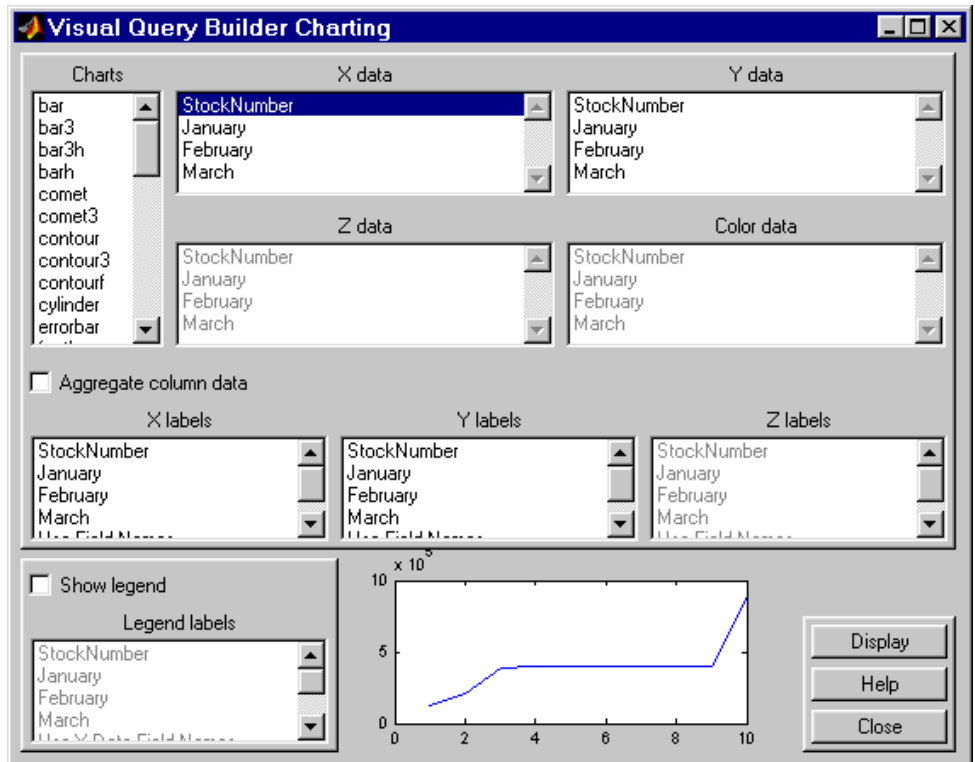 Visual Query Builder Charting
Charts
bar
bar3
bar3h
barh
comet
comet3
contour
contour3
contourf
cylinder
errorbar
X data
StockNumber
January
February
March
Y data
StockNumber
January
February
March
Z data
StockNumber
January
February
March
Color data
StockNumber
January
February
March
Aggregate column data
X labels
StockNumber
January
February
March
Y labels
StockNumber
January
February
March
Z labels
StockNumber
January
February
March
Show legend
Legend labels
StockNumber
January
February
March
x 10^5
10
5
0
0 2 4 6 8 10
Display
Help
Close